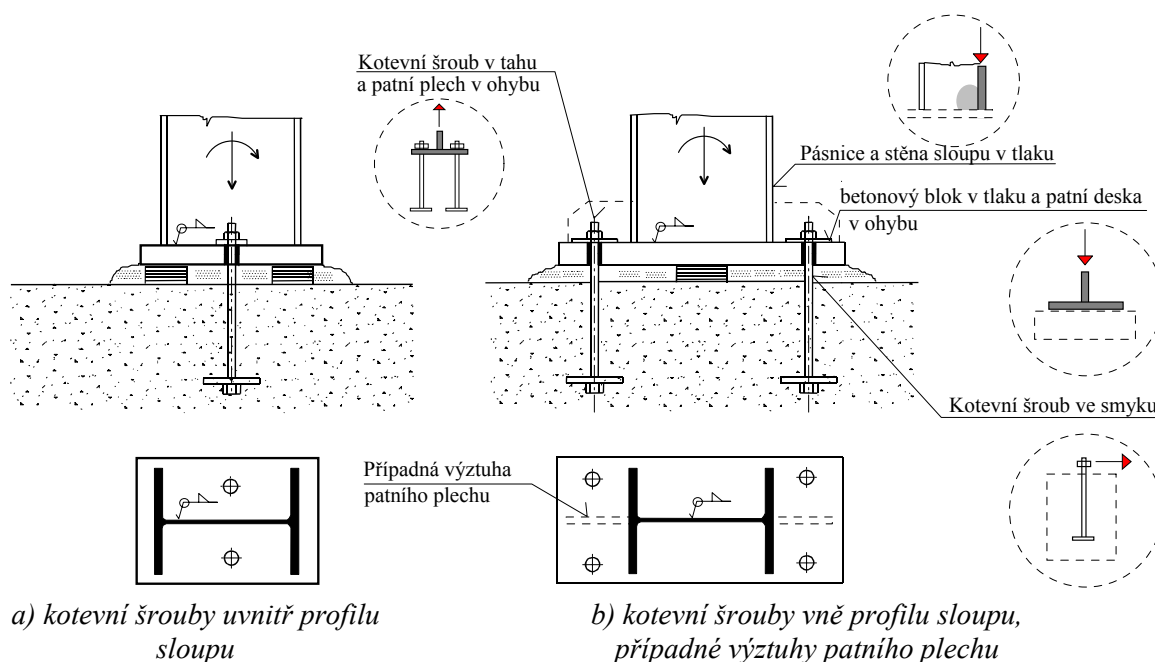 Kotevní šroub v tahu
a patní plech v ohybu
Pásnice a stěna sloupu v tlaku
betonový blok v tlaku a patní deska
v ohybu
Kotevní šroub ve smyku
Případná výztuha
patního plechu
a) kotevní šrouby uvnitř profilu
sloupu
b) kotevní šrouby vně profilu sloupu,
případné výztuhy patního plechu